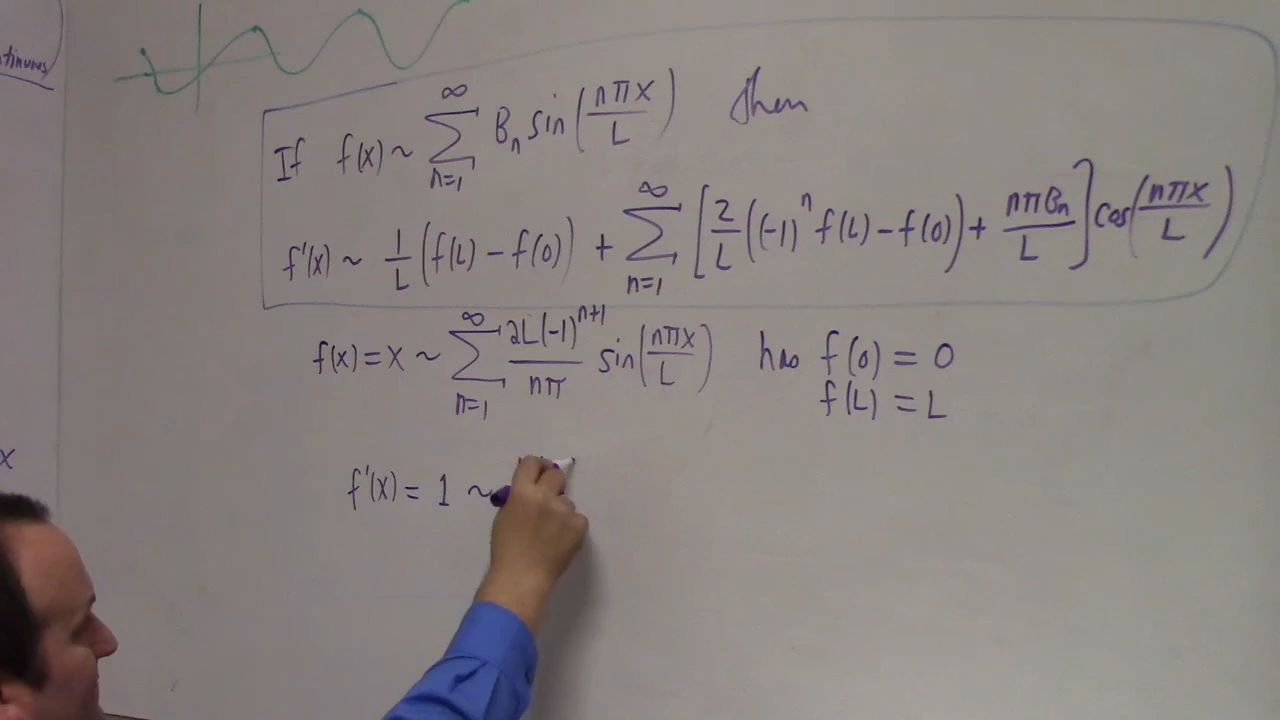 tinuous
If f(x) ~ ∑_{n=1}^{∞} B_n sin(nπx/L) then
f'(x) ~ 1/L (f(L) - f(0)) + ∑_{n=1}^{∞} [2/L ((-1)^n f(L) - f(0)) + nπB_n/L] cos(nπx/L)
f(x) = x ~ ∑_{n=1}^{∞} 2L(-1)^{n+1}/nπ sin(nπx/L) has f(0) = 0
f(L) = L
x
f'(x) = 1 ~